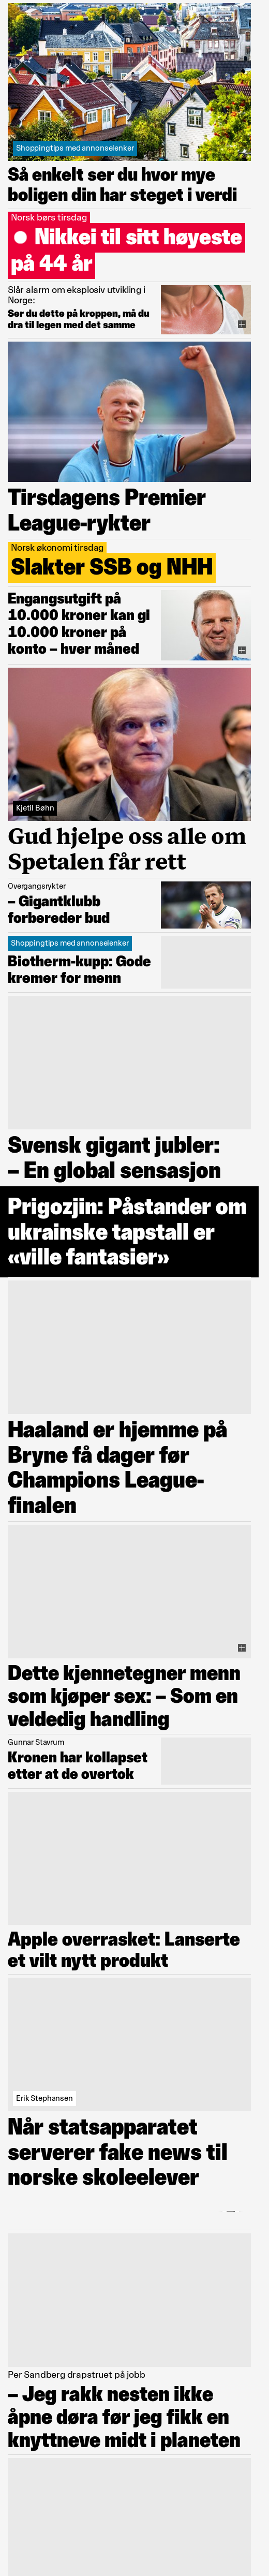 Shoppingtips med annonselenker
Så enkelt ser du hvor mye
boligen din har steget i verdi
Norsk børs tirsdag
● Nikkei til sitt høyeste
på 44 år
Slår alarm om eksplosiv utvikling i
Norge:
Ser du dette på kroppen, må du
dra til legen med det samme
Tirsdagens Premier
League-rykter
Norsk økonomi tirsdag
Slakter SSB og NHH
Engangsutgift på
10.000 kroner kan gi
10.000 kroner på
konto – hver måned
Kjetil Bøhn
Gud hjelpe oss alle om
Spetalen får rett
Overgangsrykter
– Gigantklubb
forbereder bud
Shoppingtips med annonselenker
Biotherm-kupp: Gode
kremer for menn
Svensk gigant jubler:
– En global sensasjon
Prigozjin: Påstander om
ukrainske tapstall er
«ville fantasier»
Haaland er hjemme på
Bryne få dager før
Champions League-
finalen
Dette kjennetegner menn
som kjøper sex: – Som en
veldedig handling
Gunnar Stavrum
Kronen har kollapset
etter at de overtok
Apple overrasket: Lanserte
et vilt nytt produkt
Erik Stephansen
Når statsapparatet
serverer fake news til
norske skoleelever
Per Sandberg drapstruet på jobb
– Jeg rakk nesten ikke
åpne døra før jeg fikk en
knyttneve midt i planeten